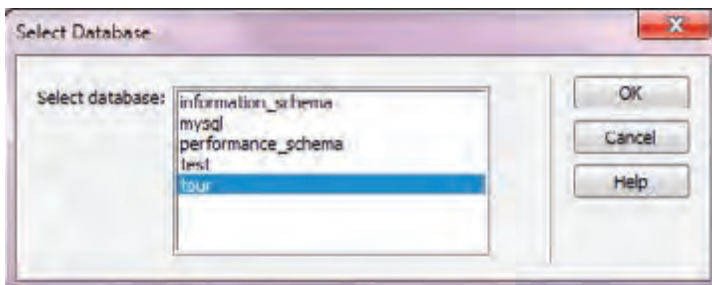 Select Database
Select database:
information_schema
mysql
performance_schema
test
tour
OK
Cancel
Help